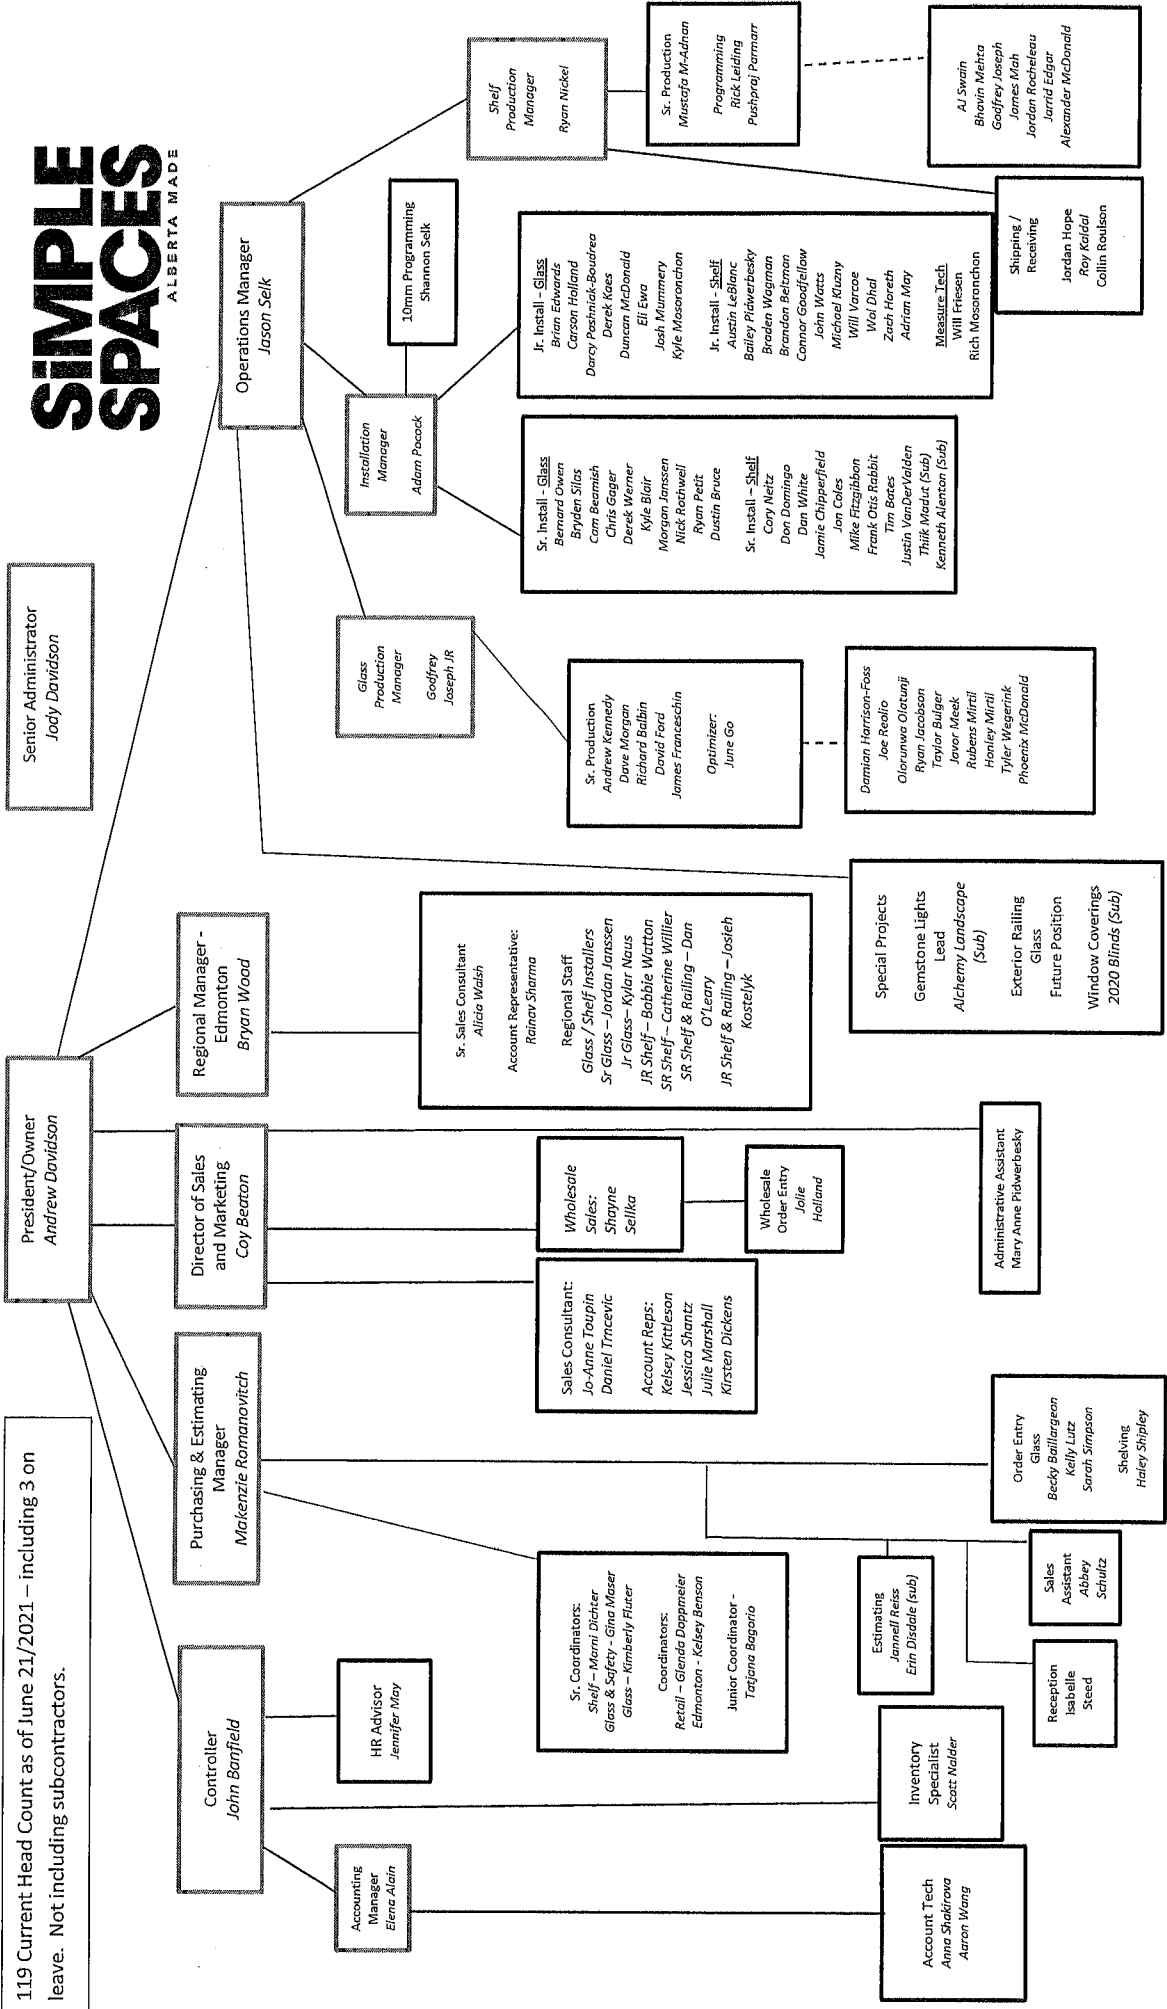 119 Current Head Count as of June 21/2021 – including 3 on
leave. Not including subcontractors.
President/Owner
Andrew Davidson
Senior Administrator
Jody Davidson
SiMPLE
SPACES
ALBERTA MADE
Controller
John Banfield
Purchasing & Estimating
Manager
Makenzie Romanovitch
Director of Sales
and Marketing
Coy Beaton
Regional Manager -
Edmonton
Bryan Wood
Operations Manager
Jason Selk
Accounting
Manager
Elena Alain
HR Advisor
Jennifer May
Account Tech
Anna Shakirova
Aaron Wang
Inventory
Specialist
Scott Nalder
Sr. Coordinators:
Shelf – Marni Dichter
Glass & Safety - Gina Maser
Glass – Kimberly Fluter
Coordinators:
Retail – Glenda Doppmeier
Edmonton - Kelsey Benson
Junior Coordinator -
Tatjana Bagorio
Estimating
Jannell Reiss
Erin Disdale (sub)
Reception
Isabelle
Steed
Sales
Assistant
Abbey
Schultz
Order Entry
Glass
Becky Baillargeon
Kelly Lutz
Sarah Simpson
Shelving
Haley Shipley
Sales Consultant:
Jo-Anne Toupin
Daniel Trncevic
Account Reps:
Kelsey Kittleson
Jessica Shantz
Julie Marshall
Kirsten Dickens
Wholesale
Sales:
Shayne
Selika
Wholesale
Order Entry
Jolie
Holland
Administrative Assistant
Mary Anne Pidwerbesky
Sr. Sales Consultant
Alicia Walsh
Account Representative:
Rainav Sharma
Regional Staff
Glass / Shelf Installers
Sr Glass – Jordan Janssen
Jr Glass – Kylar Naus
JR Shelf – Bobbie Watton
SR Shelf – Catherine Willier
SR Shelf & Railing – Dan
O'Leary
JR Shelf & Railing – Josieh
Kostelyk
Special Projects
Gemstone Lights
Lead
Alchemy Landscape
(Sub)
Exterior Railing
Glass
Future Position
Window Coverings
2020 Blinds (Sub)
Glass
Production
Manager
Godfrey
Joseph JR
Sr. Production
Andrew Kennedy
Dave Morgan
Richard Balbin
David Ford
James Franceschin
Optimizer:
June Go
Damian Harrison-Foss
Joe Reolio
Olorunwa Olatunji
Ryan Jacobson
Taylor Bulger
Javor Meek
Rubens Mirtil
Honley Mirtil
Tyler Wegerink
Phoenix McDonald
Installation
Manager
Adam Pocock
10mm Programming
Shannon Selk
Sr. Install - Glass
Bernard Owen
Bryden Silas
Cam Beamish
Chris Gager
Derek Werner
Kyle Blair
Morgan Janssen
Nick Rothwell
Ryan Petit
Dustin Bruce
Sr. Install – Shelf
Cory Neitz
Don Domingo
Dan White
Jamie Chipperfield
Jon Coles
Mike Fitzgibbon
Frank Otis Rabbit
Tim Bates
Justin VanDerValden
Thiik Madut (Sub)
Kenneth Alenton (Sub)
Jr. Install - Glass
Brian Edwards
Carson Holland
Darcy Pashniak-Boudrea
Derek Kaes
Duncan McDonald
Eli Ewa
Josh Mummery
Kyle Mosoronchon
Jr. Install - Shelf
Austin LeBlanc
Bailey Pidwerbesky
Braden Wagman
Brandon Beltman
Connor Goodfellow
John Watts
Michael Kluzny
Will Varcoe
Wol Dhal
Zach Horeth
Adrian May
Measure Tech
Will Friesen
Rich Mosoronchon
Shelf
Production
Manager
Ryan Nickel
Sr. Production
Mustafa M-Adnan
Programming
Rick Leiding
Pushpraj Parmarr
AJ Swain
Bhavin Mehta
Godfrey Joseph
James Mah
Jordan Rocheleau
Jarrid Edgar
Alexander McDonald
Shipping /
Receiving
Jordan Hope
Roy Kaldal
Collin Roulson